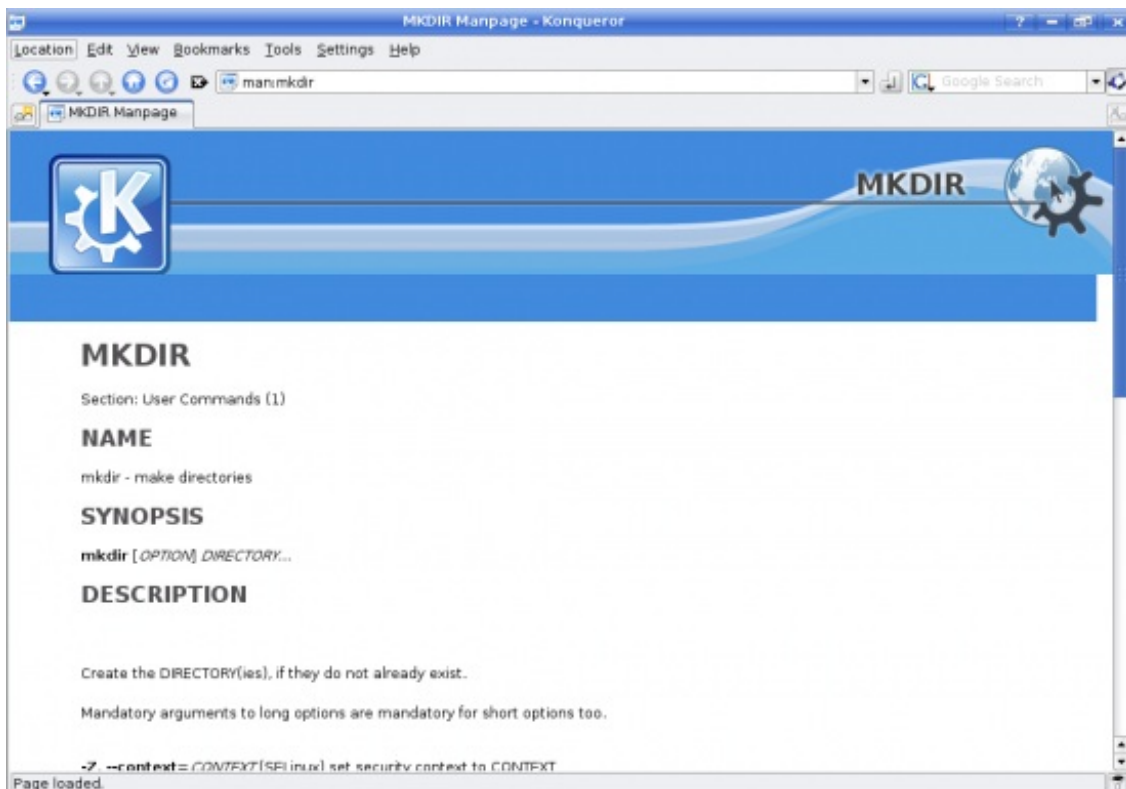 MKDIR Manpage - Konqueror
Location Edit View Bookmarks Tools Settings Help
man:mkdir
Google Search
MKDIR Manpage
K
MKDIR
MKDIR
Section: User Commands (1)
NAME
mkdir - make directories
SYNOPSIS
mkdir [OPTION] DIRECTORY...
DESCRIPTION
Create the DIRECTORY(ies), if they do not already exist.
Mandatory arguments to long options are mandatory for short options too.
-Z, --context=CONTEXT (SELinux) set security context to CONTEXT
Page loaded.